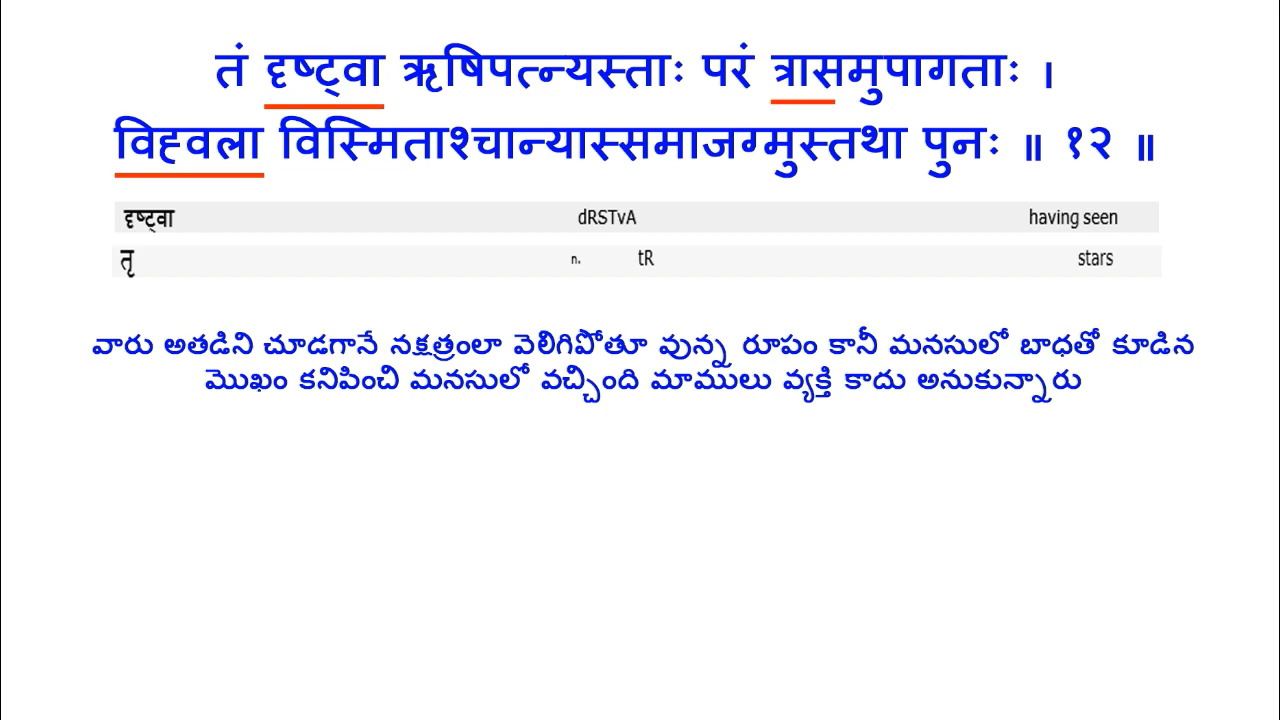 तं दृष्ट्वा ऋषिपत्न्यस्ताः परं त्रासमुपागताः ।
विह्वला विस्मिताश्चान्यास्समाजग्मुस्तथा पुनः ॥ १२ ॥
दृष्ट्वा dRSTvA having seen
तृ n. tR stars
వారు అతడిని చూడగానే నక్షత్రంలా వెలిగిపోతూ వున్న రూపం కానీ మనసులో బాధతో కూడిన
మొఖం కనిపించి మనసులో వచ్చింది మాములు వ్యక్తి కాదు అనుకున్నారు